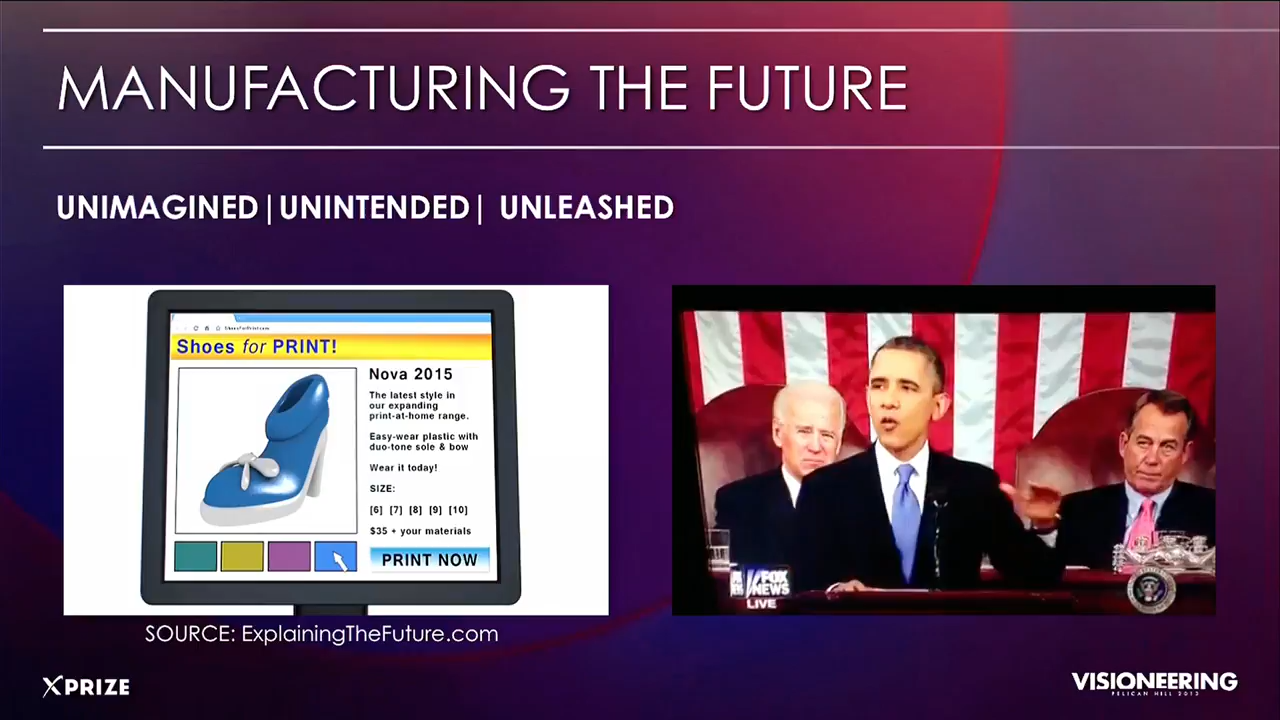 MANUFACTURING THE FUTURE
UNIMAGINED|UNINTENDED| UNLEASHED
ShoesforPrint.com
Shoes for PRINT!
Nova 2015
The latest style in
our expanding
print-at-home range.
Easy-wear plastic with
duo-tone sole & bow
Wear it today!
SIZE:
[6] [7] [8] [9] [10]
$35 + your materials
PRINT NOW
FOX
NEWS
LIVE
SOURCE: ExplainingTheFuture.com
XPRIZE
VISIONEERING
PELICAN HILL 2013